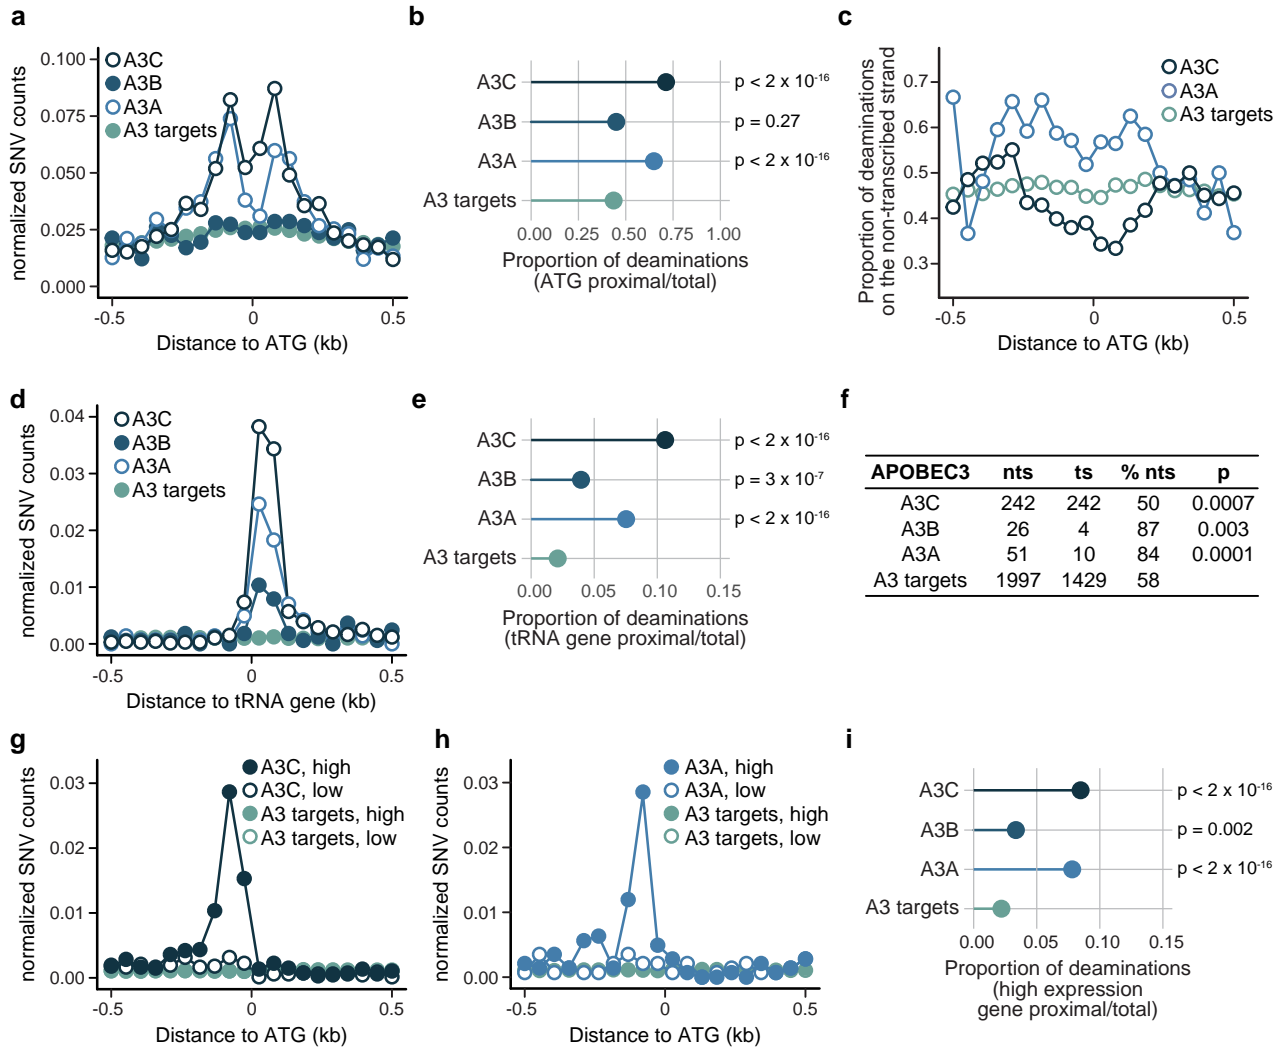 a
normalized SNV counts
0.100
0.075
0.050
0.025
0.000
A3C
A3B
A3A
A3 targets
-0.5
0
0.5
Distance to ATG (kb)
b
A3C
A3B
A3A
A3 targets
p < 2 x 10-16
p = 0.27
p < 2 x 10-16
0.00 0.25 0.50 0.75 1.00
Proportion of deaminations
(ATG proximal/total)
c
Proportion of deaminations
on the non-transcribed strand
0.7
0.6
0.5
0.4
0.3
A3C
A3A
A3 targets
-0.5
0
0.5
Distance to ATG (kb)
d
normalized SNV counts
0.04
0.03
0.02
0.01
0.00
A3C
A3B
A3A
A3 targets
-0.5
0
0.5
Distance to tRNA gene (kb)
e
A3C
A3B
A3A
A3 targets
p < 2 x 10-16
p = 3 x 10-7
p < 2 x 10-16
0.00 0.05 0.10 0.15
Proportion of deaminations
(tRNA gene proximal/total)
f
APOBEC3 nts ts % nts p
A3C 242 242 50 0.0007
A3B 26 4 87 0.003
A3A 51 10 84 0.0001
A3 targets 1997 1429 58
g
normalized SNV counts
0.03
0.02
0.01
0.00
A3C, high
A3C, low
A3 targets, high
A3 targets, low
-0.5
0
0.5
Distance to ATG (kb)
h
normalized SNV counts
0.03
0.02
0.01
0.00
A3A, high
A3A, low
A3 targets, high
A3 targets, low
-0.5
0
0.5
Distance to ATG (kb)
i
A3C
A3B
A3A
A3 targets
p < 2 x 10-16
p = 0.002
p < 2 x 10-16
0.00 0.05 0.10 0.15
Proportion of deaminations
(high expression
gene proximal/total)